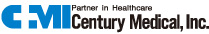 CMI Partner in Healthcare
Century Medical, Inc.